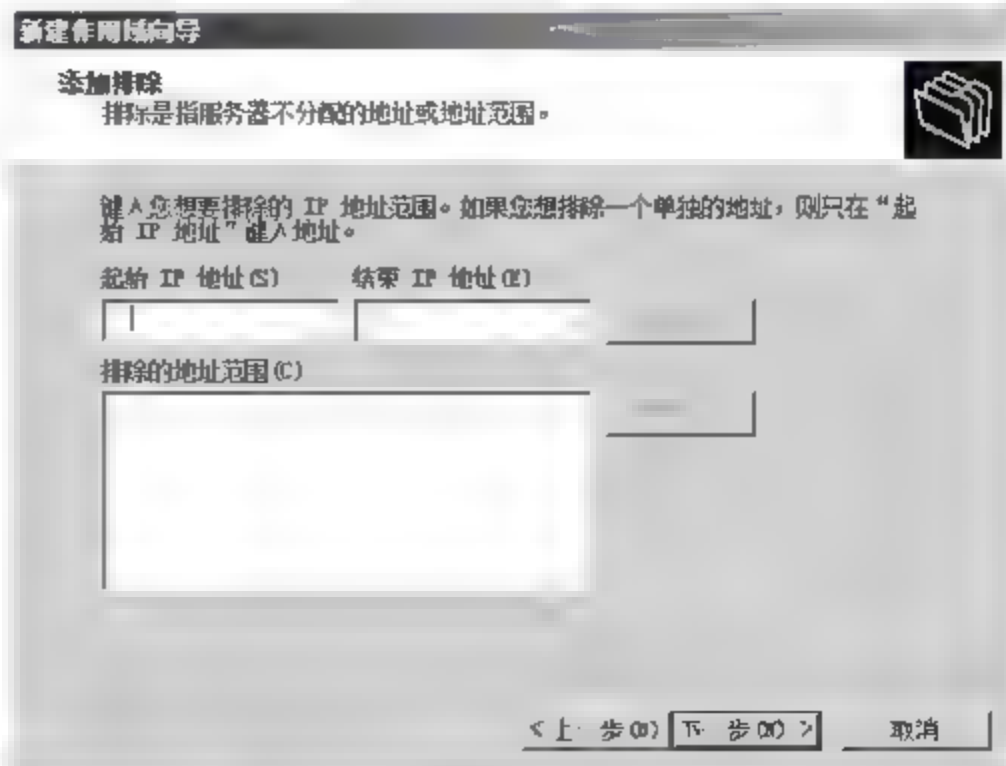 新建作用域向导
添加排除
排除是指服务器不分配的地址或地址范围。
键入您想要排除的 IP 地址范围。如果您想排除一个单独的地址，则只在“起
始 IP 地址”键入地址。
起始 IP 地址(S)
结束 IP 地址(E)
排除的地址范围(C)
< 上一步(B)
下一步(N) >
取消